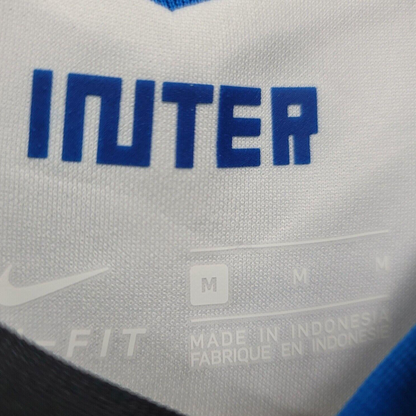 INTER
M M M
-FIT
MADE IN INDONESIA
FABRIQUE EN INDONESIE